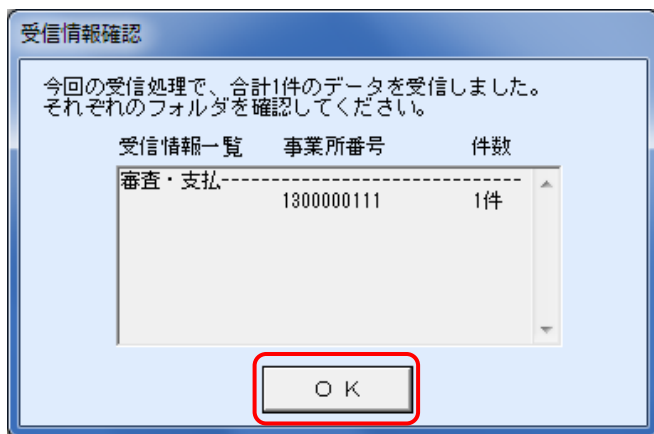 受信情報確認
今回の受信処理で、合計1件のデータを受信しました。
それぞれのフォルダを確認してください。
受信情報一覧 事業所番号 件数
審査・支払------------------------------
1300000111 1件
ＯＫ